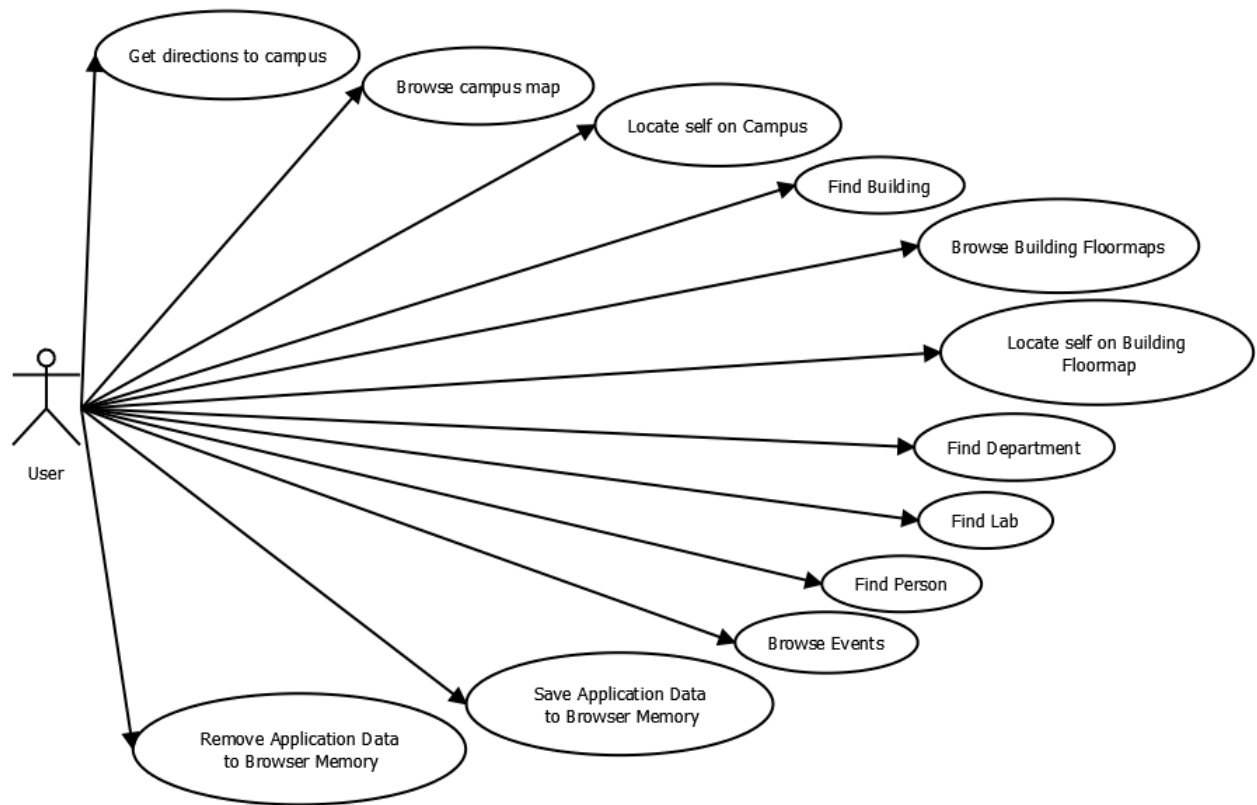 Get directions to campus
Browse campus map
Locate self on Campus
Find Building
Browse Building Floormaps
Locate self on Building
Floormap
Find Department
User
Find Lab
Find Person
Browse Events
Save Application Data
to Browser Memory
Remove Application Data
to Browser Memory